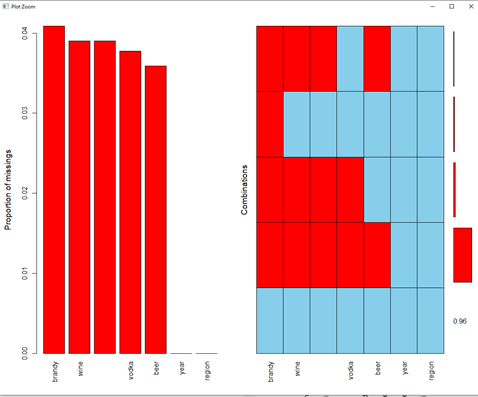 Plot Zoom
Proportion of missings
0.00
0.01
0.02
0.03
0.04
brandy
wine
vodka
beer
year
region
Combinations
brandy
wine
vodka
beer
year
region
0.96